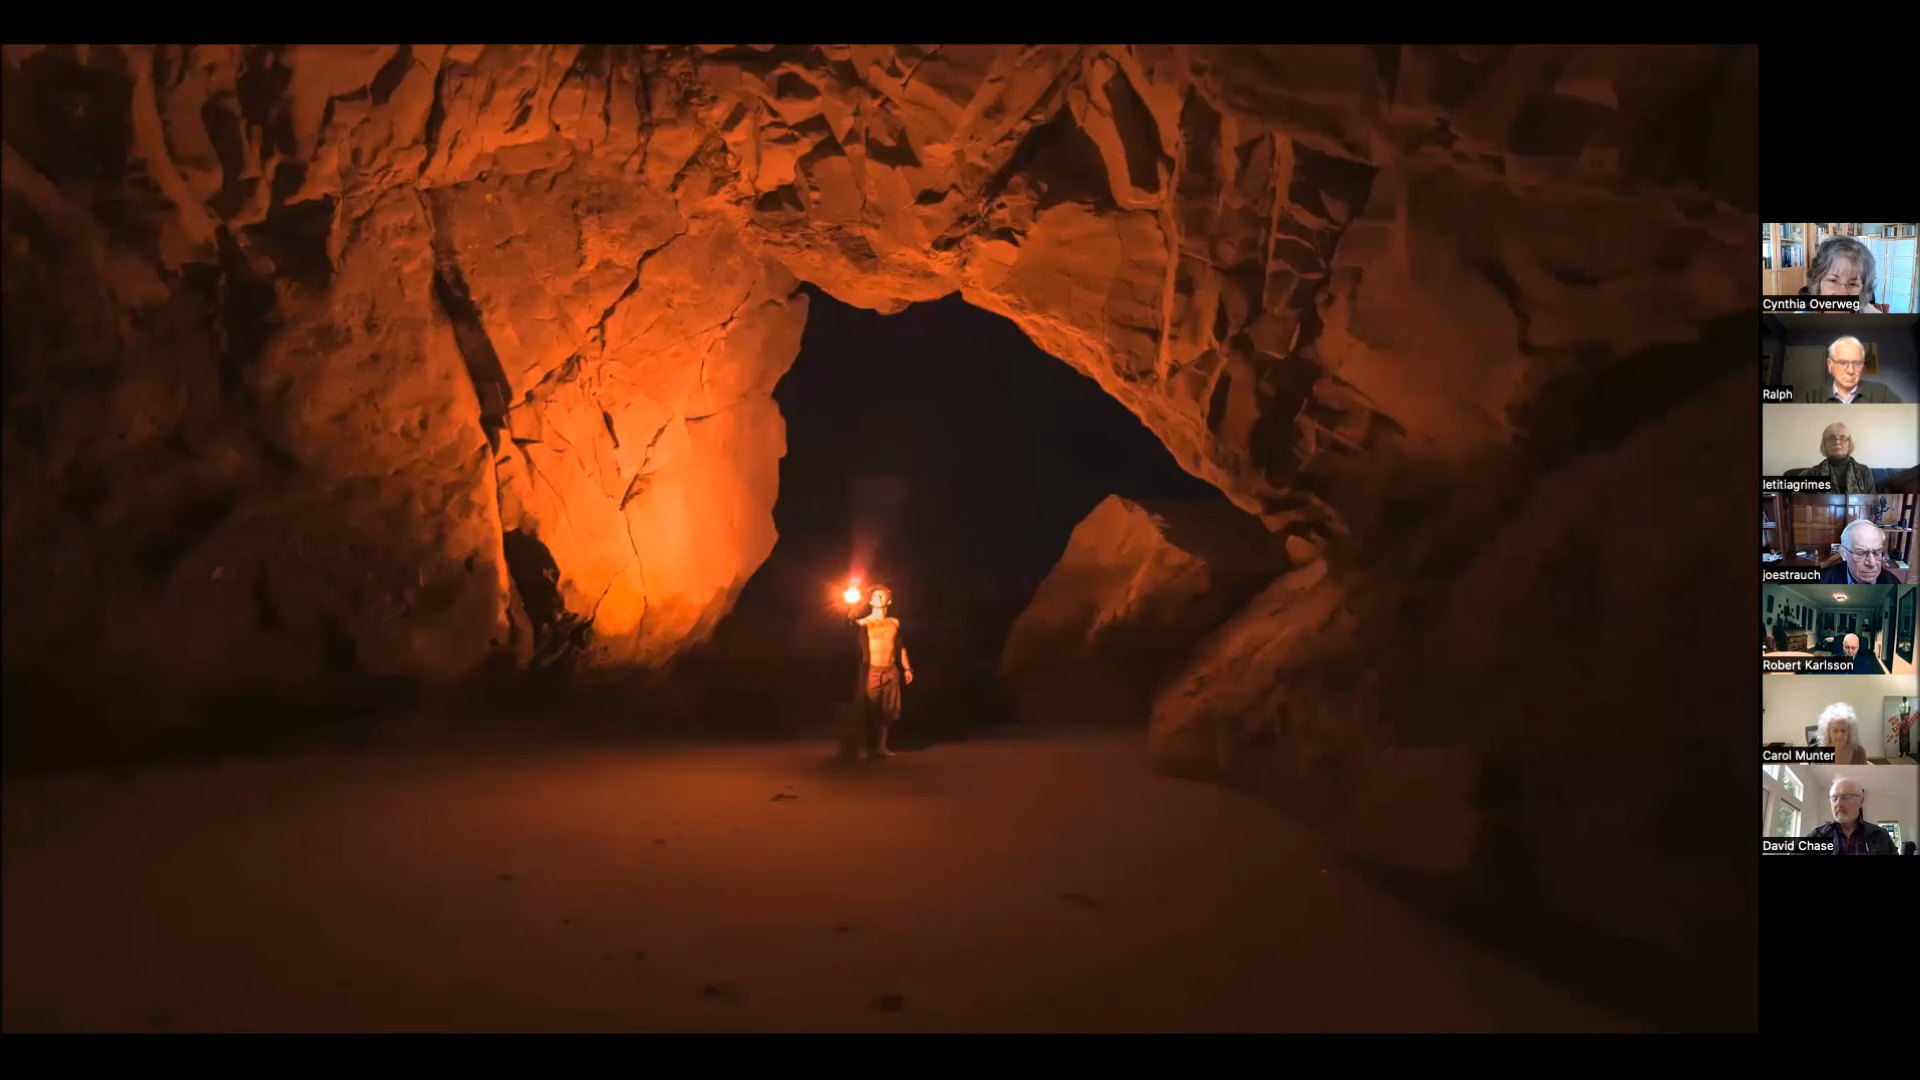 Cynthia Overweg
Ralph
letitiagrimes
joestrauch
Robert Karlsson
Carol Munter
David Chase